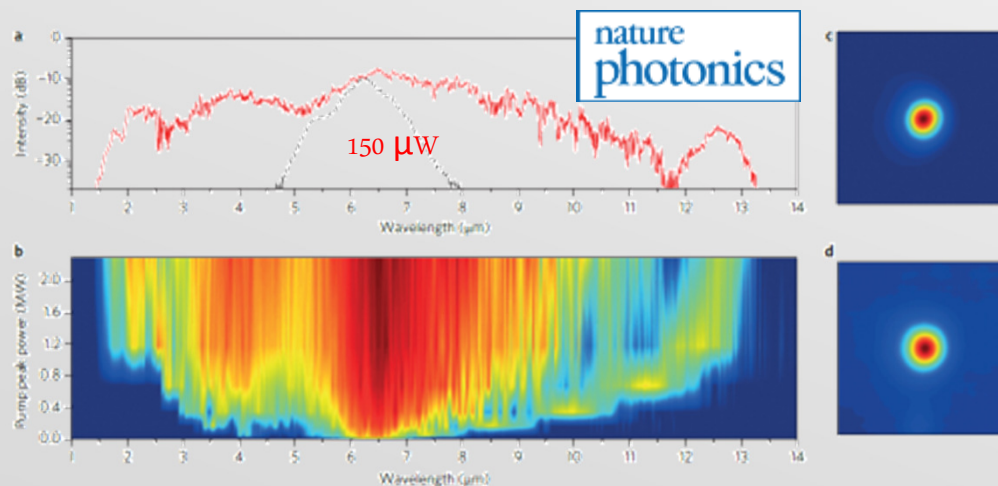 a
0
-10
-20
-30
Intensity (dB)
150 μW
1 2 3 4 5 6 7 8 9 10 11 12 13 14
Wavelength (μm)
nature
photonics
c
b
2.0
1.6
1.2
0.8
0.4
0.0
Pump peak power (MW)
1 2 3 4 5 6 7 8 9 10 11 12 13 14
Wavelength (μm)
d